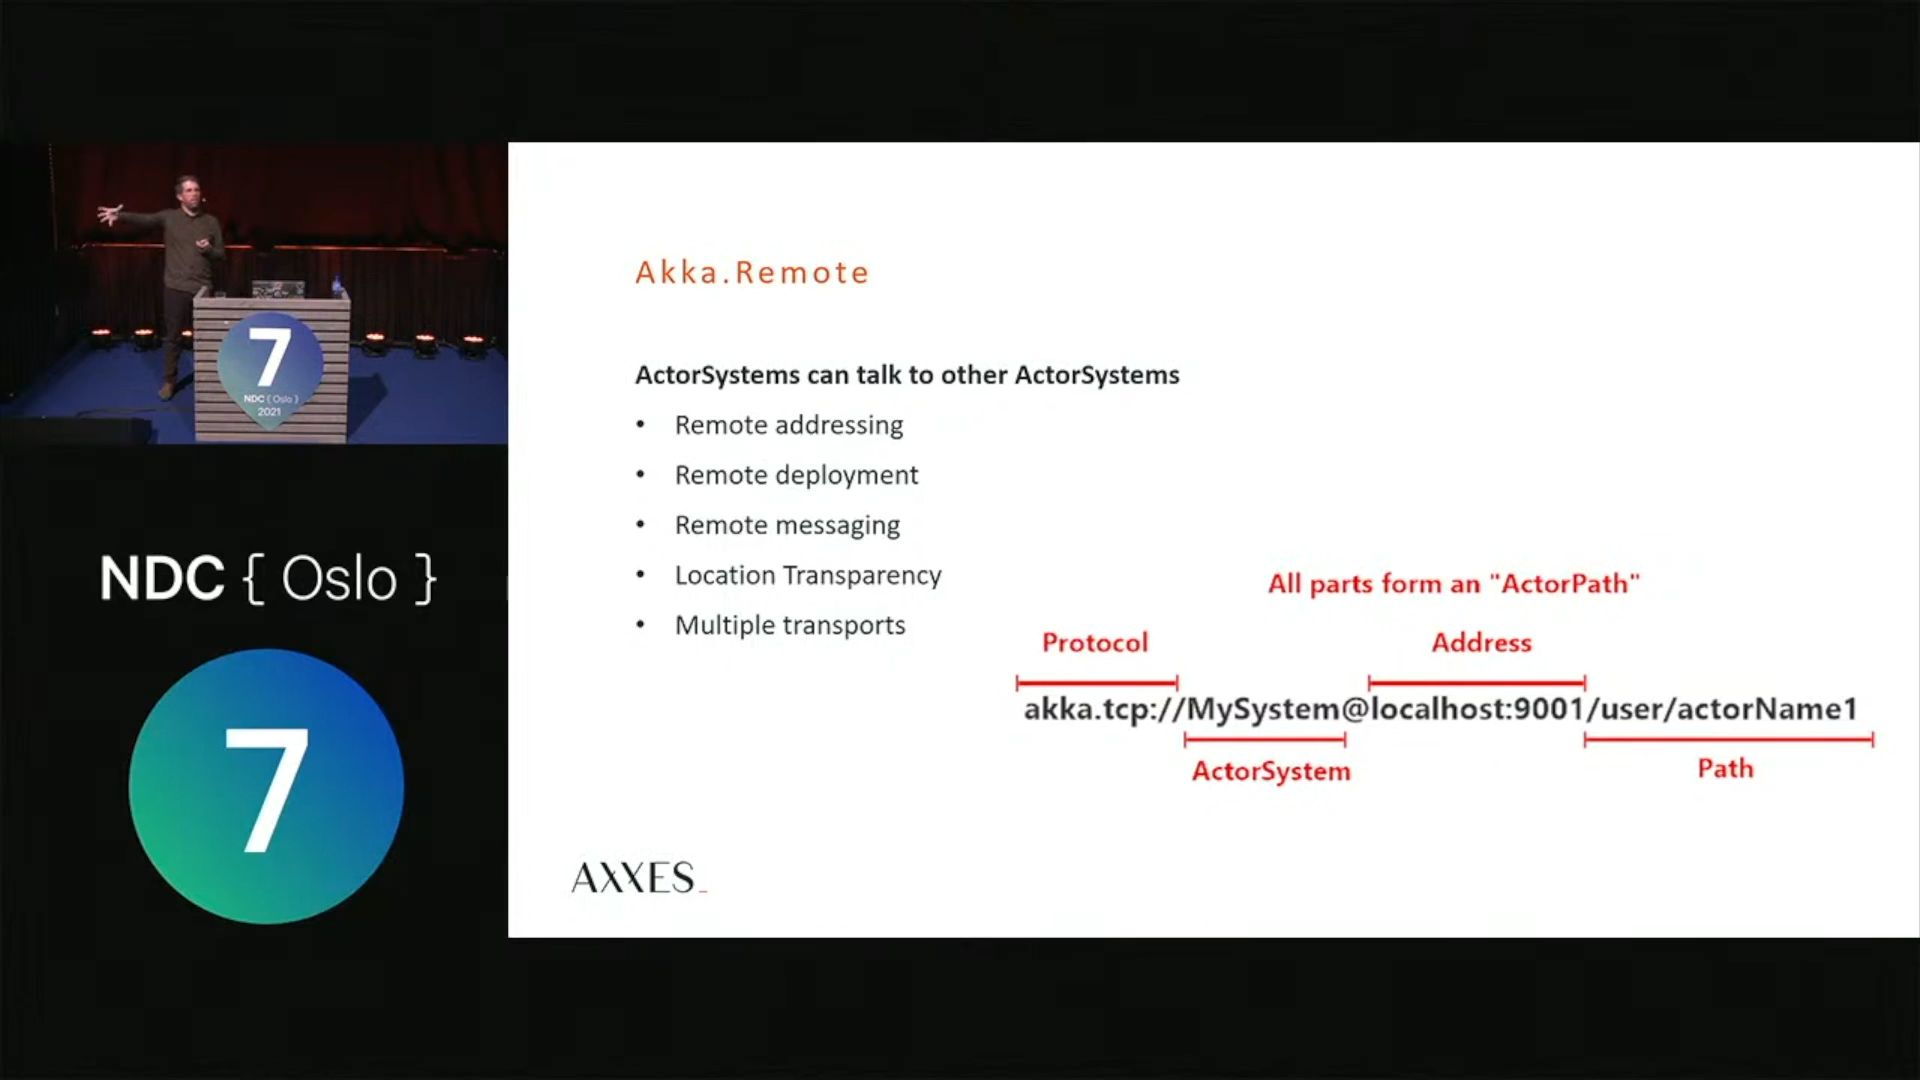 7
NDC { Oslo }
2021
NDC { Oslo }
7
Akka.Remote
ActorSystems can talk to other ActorSystems
• Remote addressing
• Remote deployment
• Remote messaging
• Location Transparency
• Multiple transports
All parts form an "ActorPath"
Protocol
Address
akka.tcp://MySystem@localhost:9001/user/actorName1
ActorSystem
Path
AXXES_